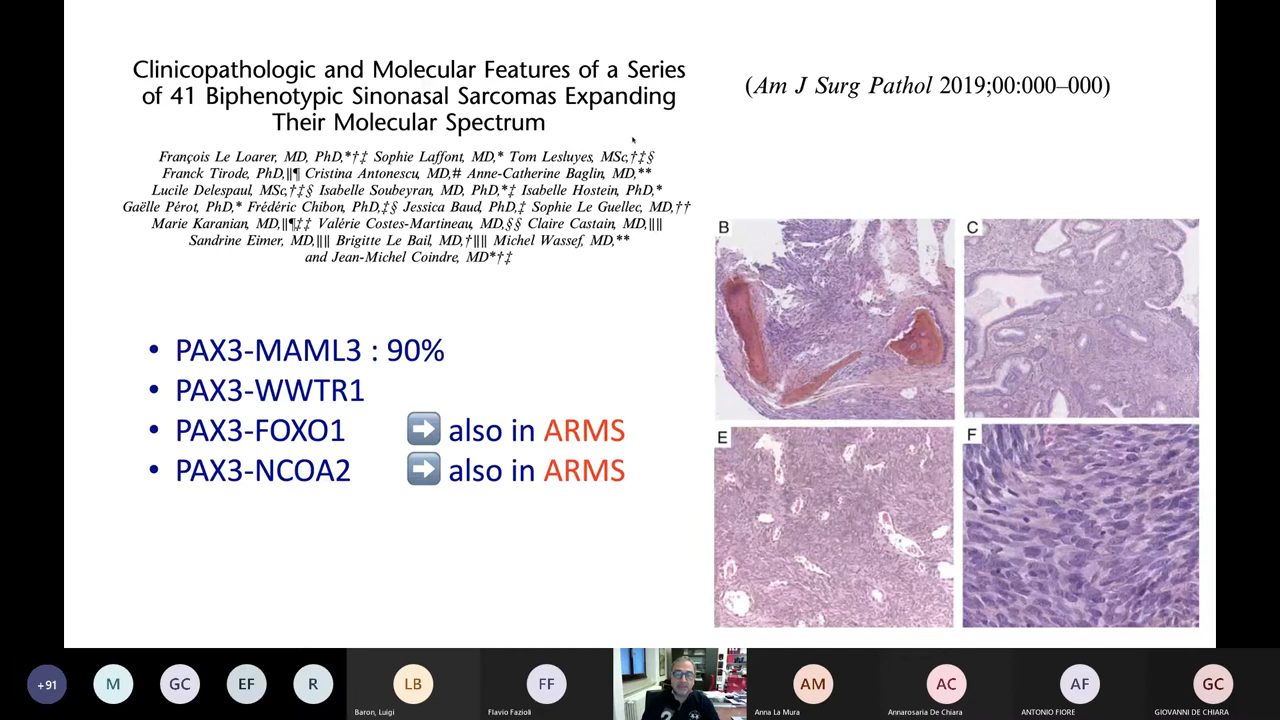 Clinicopathologic and Molecular Features of a Series
of 41 Biphenotypic Sinonasal Sarcomas Expanding
Their Molecular Spectrum
(Am J Surg Pathol 2019;00:000–000)
François Le Loarer, MD, PhD,*†‡ Sophie Laffont, MD,* Tom Lesluyes, MSc,†‡§
Franck Tirode, PhD,∥¶ Cristina Antonescu, MD,# Anne-Catherine Baglin, MD,**
Lucile Delespaul, MSc,†‡§ Isabelle Soubeyran, MD, PhD,*‡ Isabelle Hostein, PhD,*
Gaëlle Pérot, PhD,* Frédéric Chibon, PhD,‡§ Jessica Baud, PhD,‡ Sophie Le Guellec, MD,††
Marie Karanian, MD,∥¶‡‡ Valérie Costes-Martineau, MD,§§ Claire Castain, MD,∥∥
Sandrine Eimer, MD,∥∥ Brigitte Le Bail, MD,†∥∥ Michel Wassef, MD,**
and Jean-Michel Coindre, MD*†‡
• PAX3-MAML3 : 90%
• PAX3-WWTR1
• PAX3-FOXO1 ➡ also in ARMS
• PAX3-NCOA2 ➡ also in ARMS
B
C
E
F
+91
M
GC
EF
R
LB
Baron, Luigi
FF
Flavio Fazioli
AM
Anna La Mura
AC
Annarosaria De Chiara
AF
ANTONIO FIORE
GC
GIOVANNI DE CHIARA